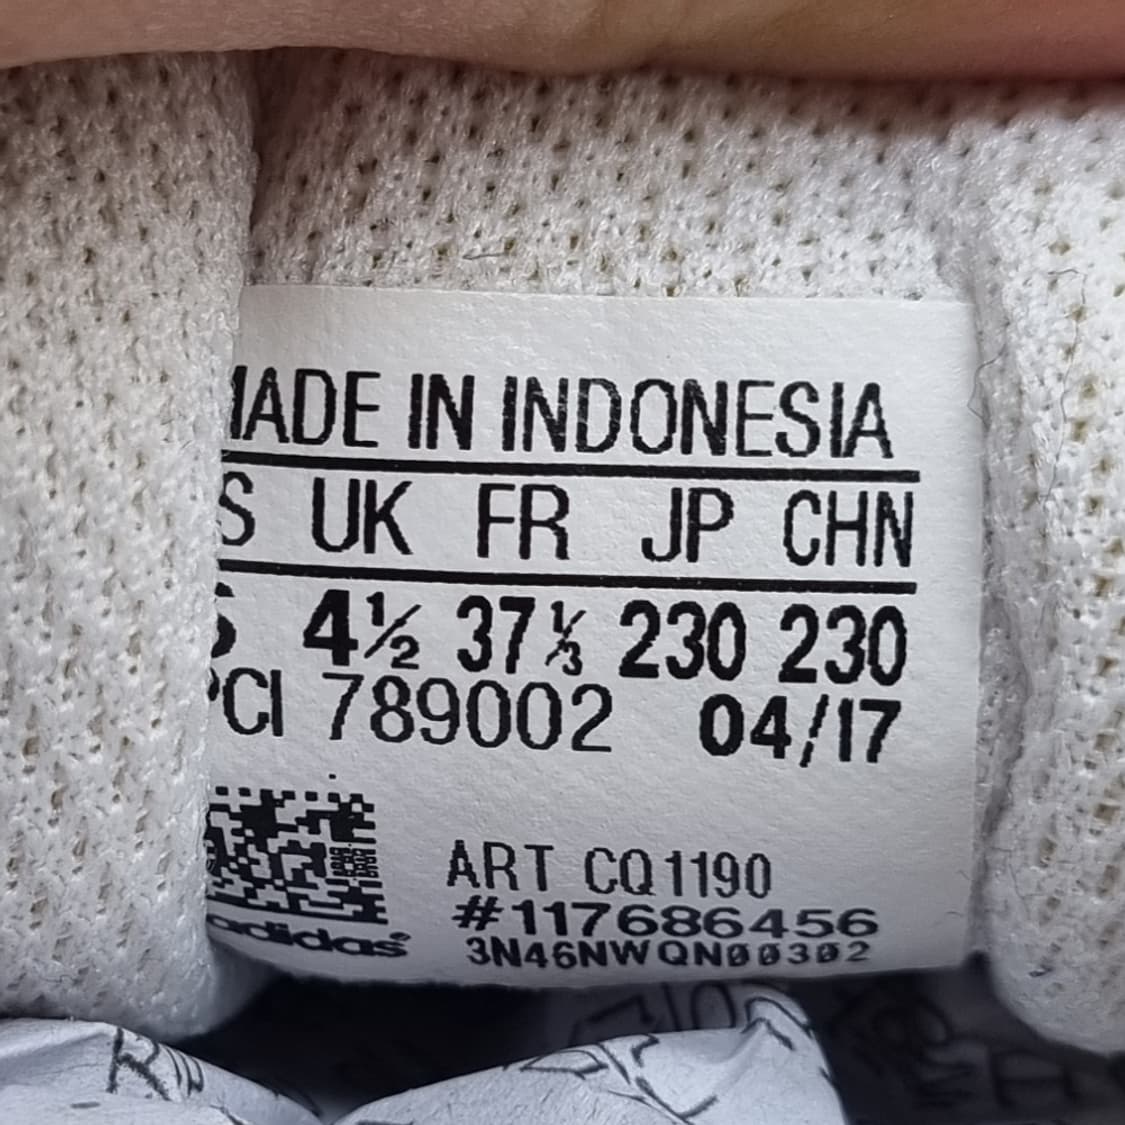 MADE IN INDONESIA
S UK FR JP CHN
4½ 37⅓ 230 230
PCI 789002 04/17
ART CQ1190
#117686456
adidas
3N46NWQN00302